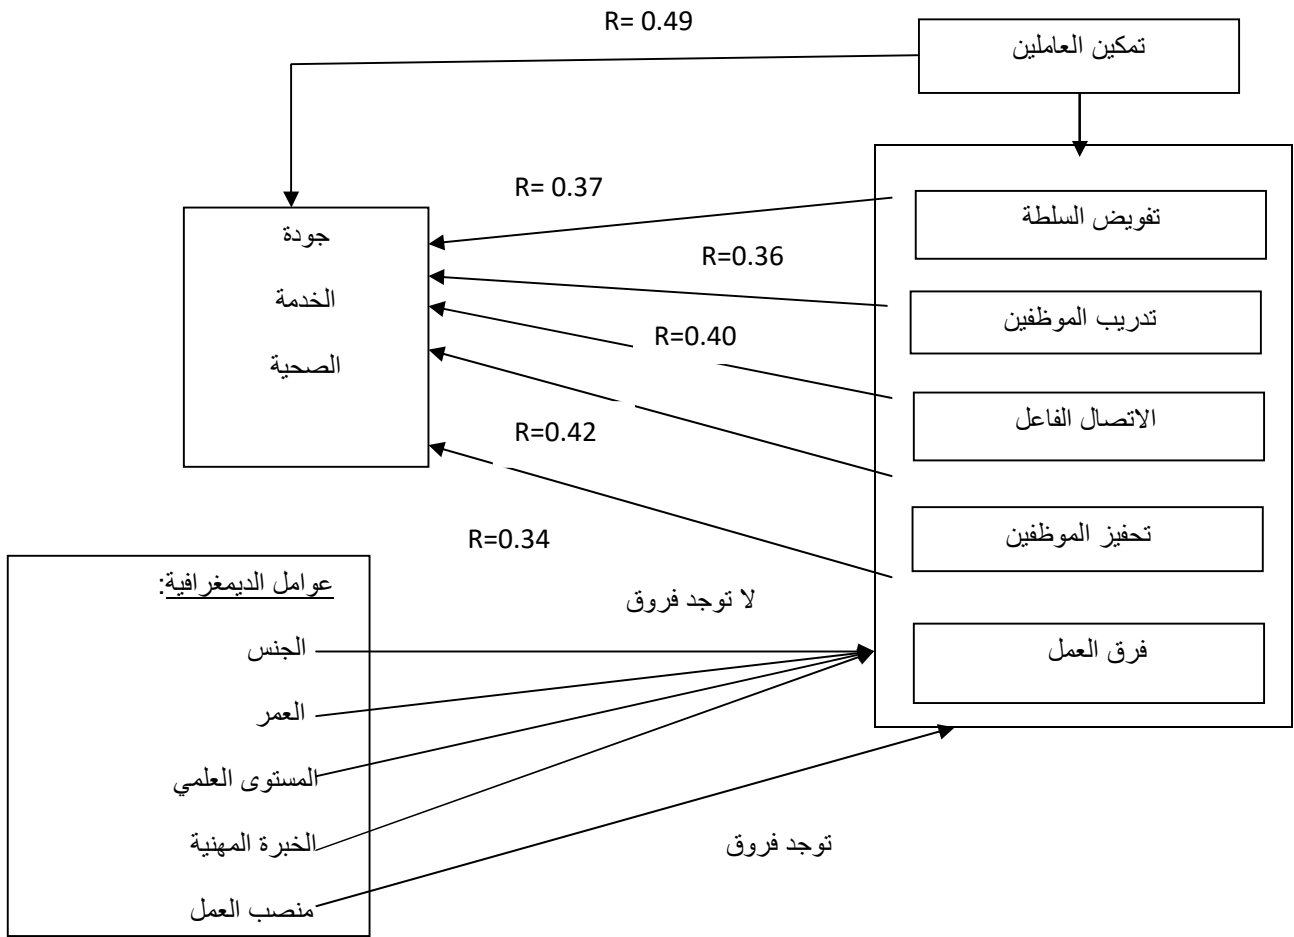 R= 0.49
تمكين العاملين
R= 0.37
تفويض السلطة
جودة
R=0.36
الخدمة
تدريب الموظفين
R=0.40
الصحية
الاتصال الفاعل
R=0.42
تحفيز الموظفين
R=0.34
عوامل الديمغرافية:
لا توجد فروق
الجنس
فرق العمل
العمر
المستوى العلمي
الخبرة المهنية
توجد فروق
منصب العمل